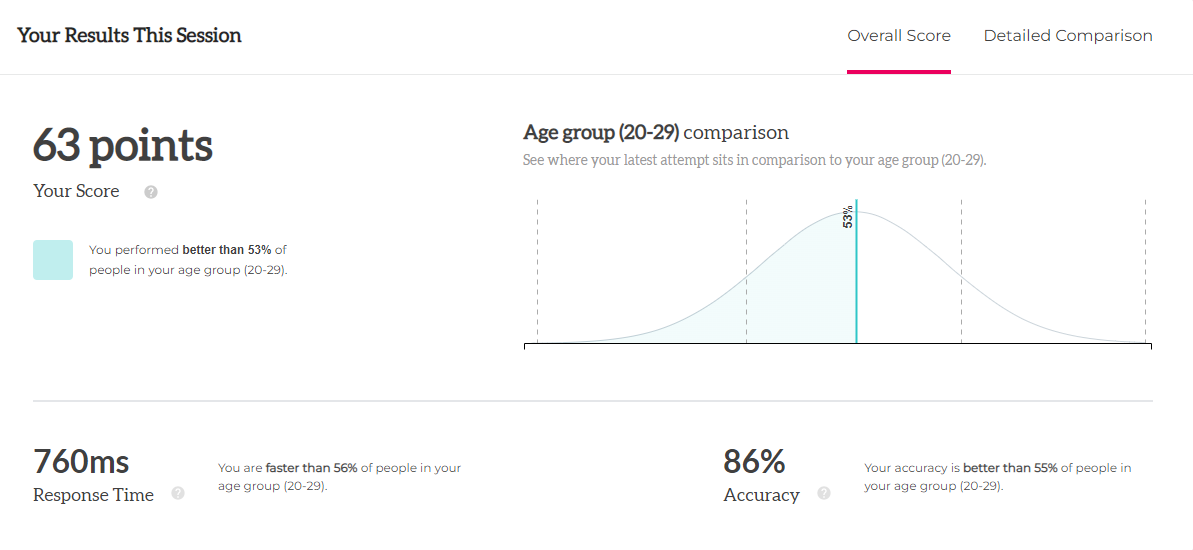 Your Results This Session
Overall Score
Detailed Comparison
63 points
Your Score
?
You performed better than 53% of
people in your age group (20-29).
Age group (20-29) comparison
See where your latest attempt sits in comparison to your age group (20-29).
53%
760ms
Response Time
?
You are faster than 56% of people in your
age group (20-29).
86%
Accuracy
?
Your accuracy is better than 55% of people in
your age group (20-29).